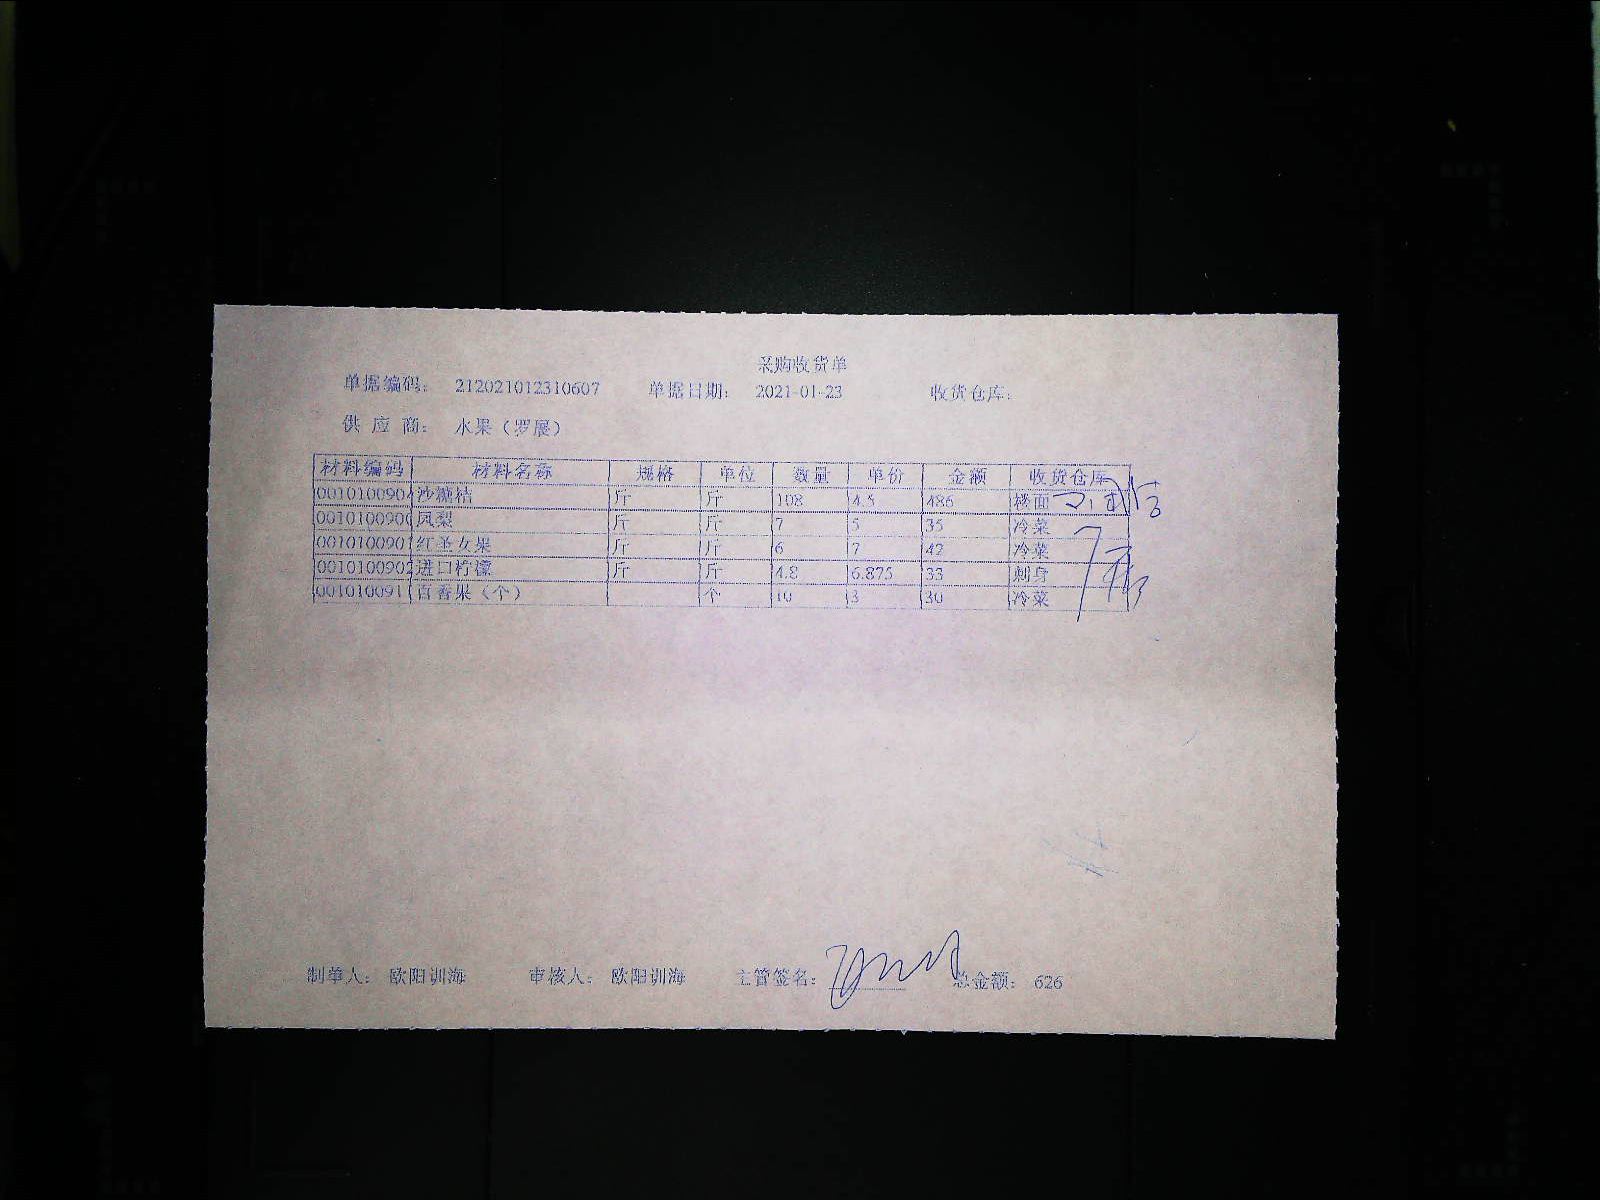 采购收货单
单据编码： 212021012310607 单据日期： 2021-01-23 收货仓库：
供 应 商： 水果（罗展）
材料编码 材料名称 规格 单位 数量 单价 金额 收货仓库
0010100904 沙糖桔 斤 斤 108 4.5 486 楼面
0010100900 凤梨 斤 斤 7 5 35 冷菜
0010100901 红圣女果 斤 斤 6 7 42 冷菜
0010100902 进口柠檬 斤 斤 4.8 6.875 33 刺身
001010091 百香果（个） 个 10 3 30 冷菜
制单人： 欧阳训海 审核人： 欧阳训海 主管签名： 总金额： 626